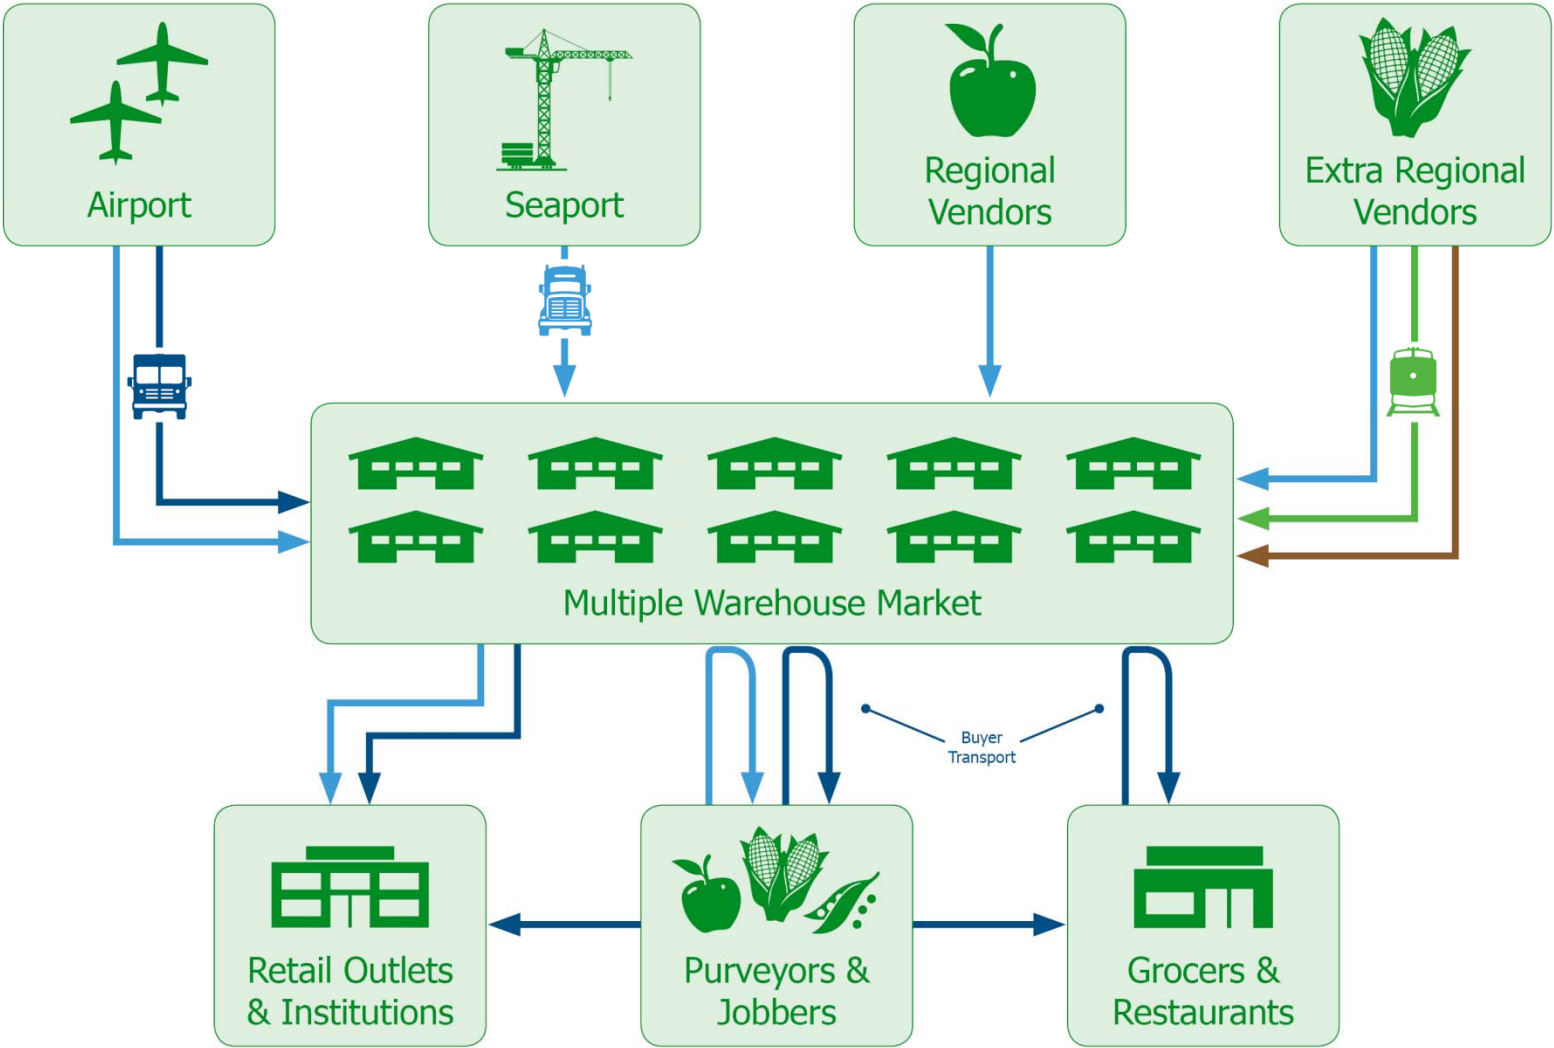 Airport
Seaport
Regional
Vendors
Extra Regional
Vendors
Multiple Warehouse Market
Buyer
Transport
Retail Outlets
& Institutions
Purveyors &
Jobbers
Grocers &
Restaurants